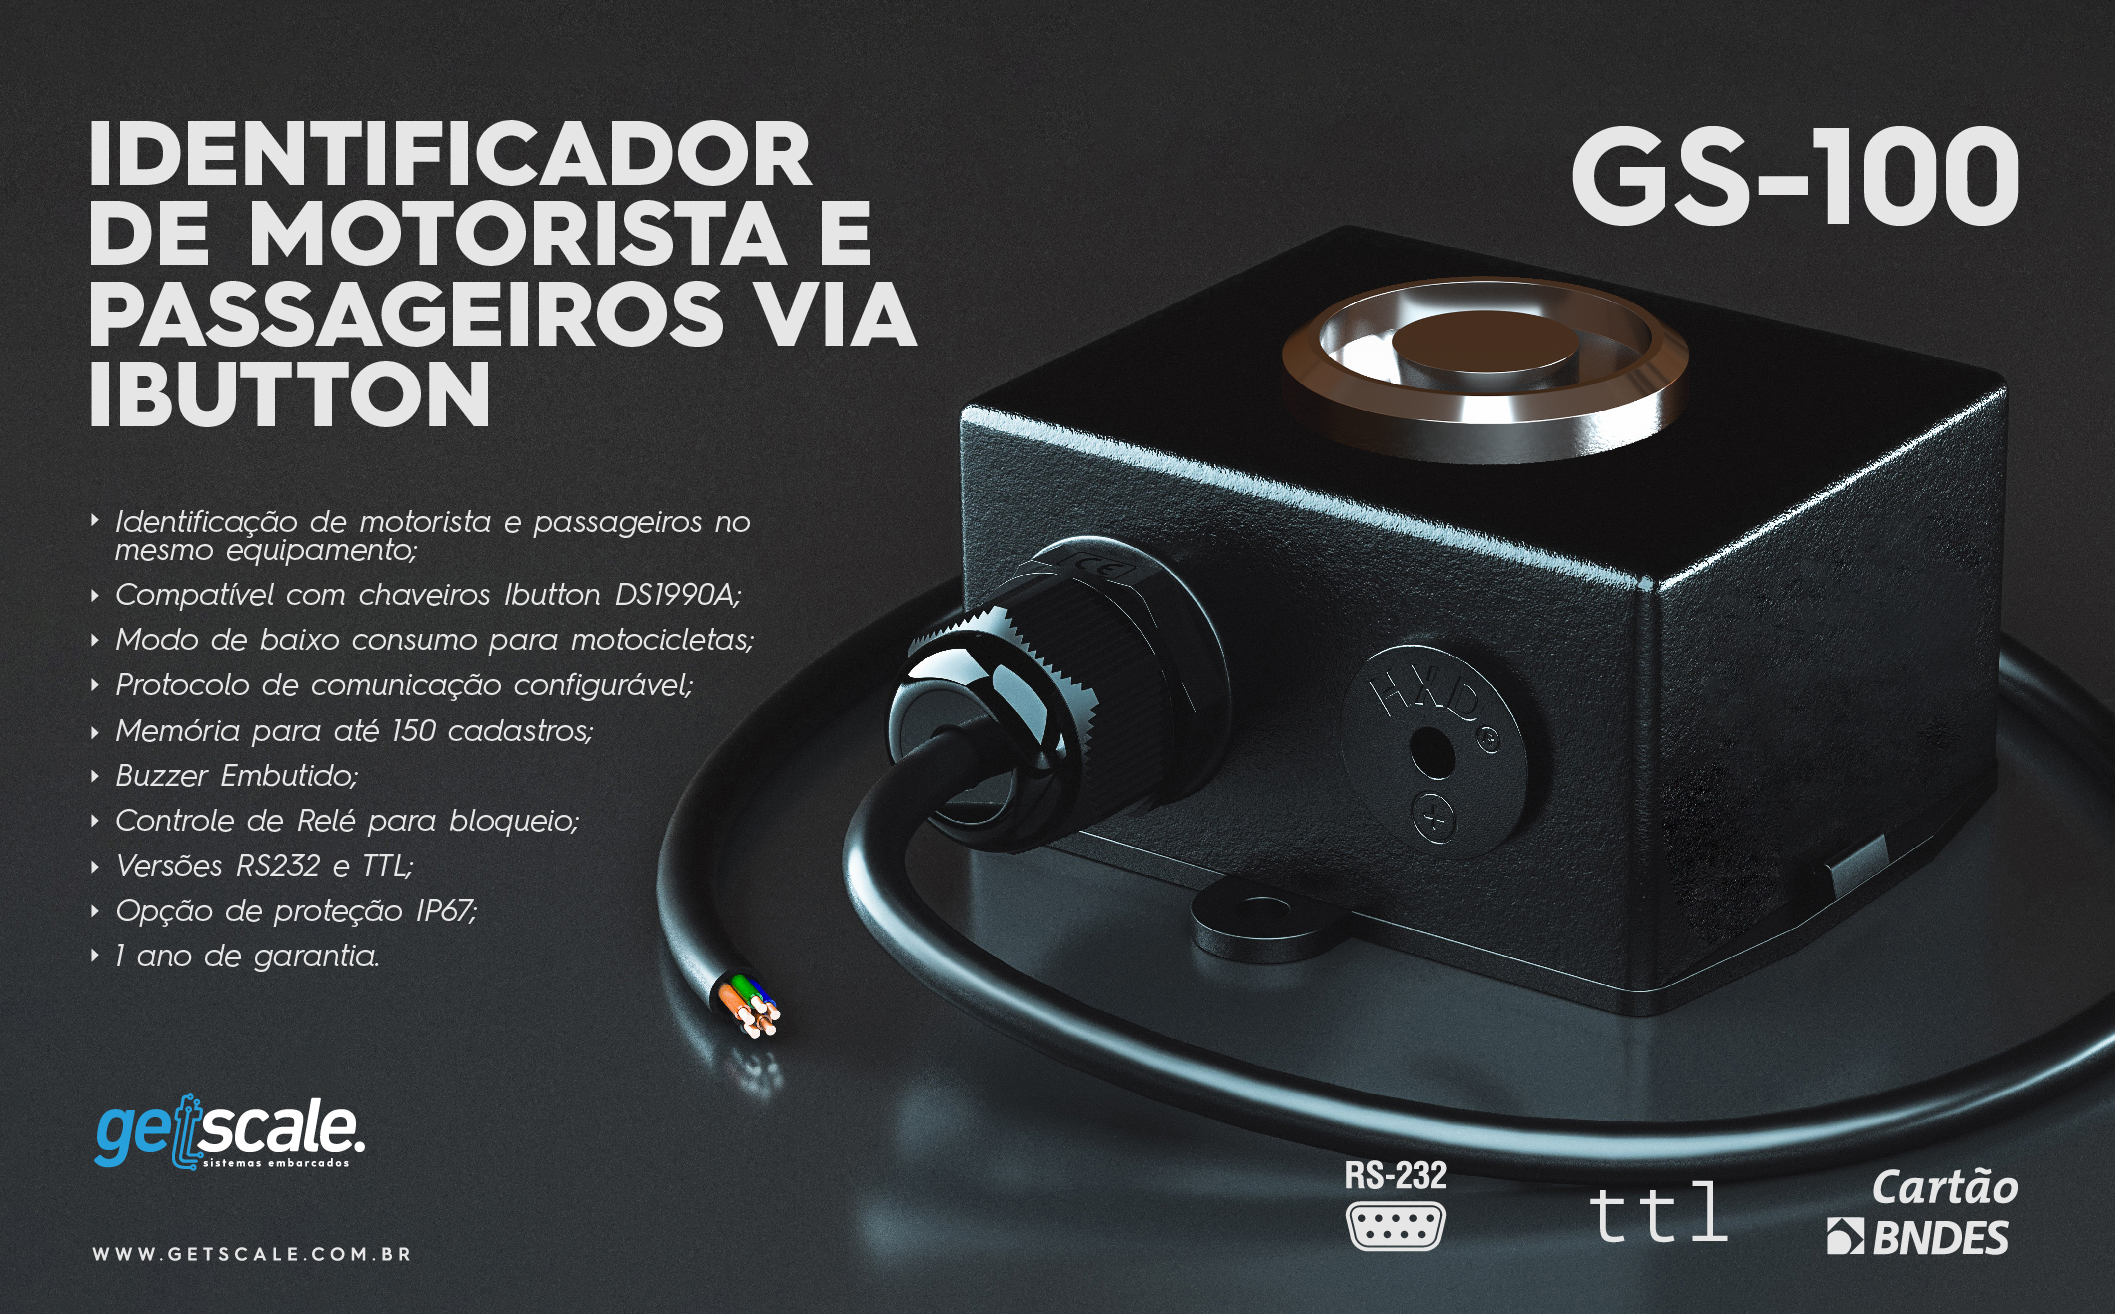 IDENTIFICADOR
DE MOTORISTA E
PASSAGEIROS VIA
IBUTTON
GS-100
Identificação de motorista e passageiros no
mesmo equipamento;
Compatível com chaveiros Ibutton DS1990A;
Modo de baixo consumo para motocicletas;
Protocolo de comunicação configurável;
Memória para até 150 cadastros;
Buzzer Embutido;
Controle de Relé para bloqueio;
Versões RS232 e TTL;
Opção de proteção IP67;
1 ano de garantia.
CE
HXD®
getscale.
sistemas embarcados
WWW.GETSCALE.COM.BR
RS-232
ttl
Cartão
BNDES